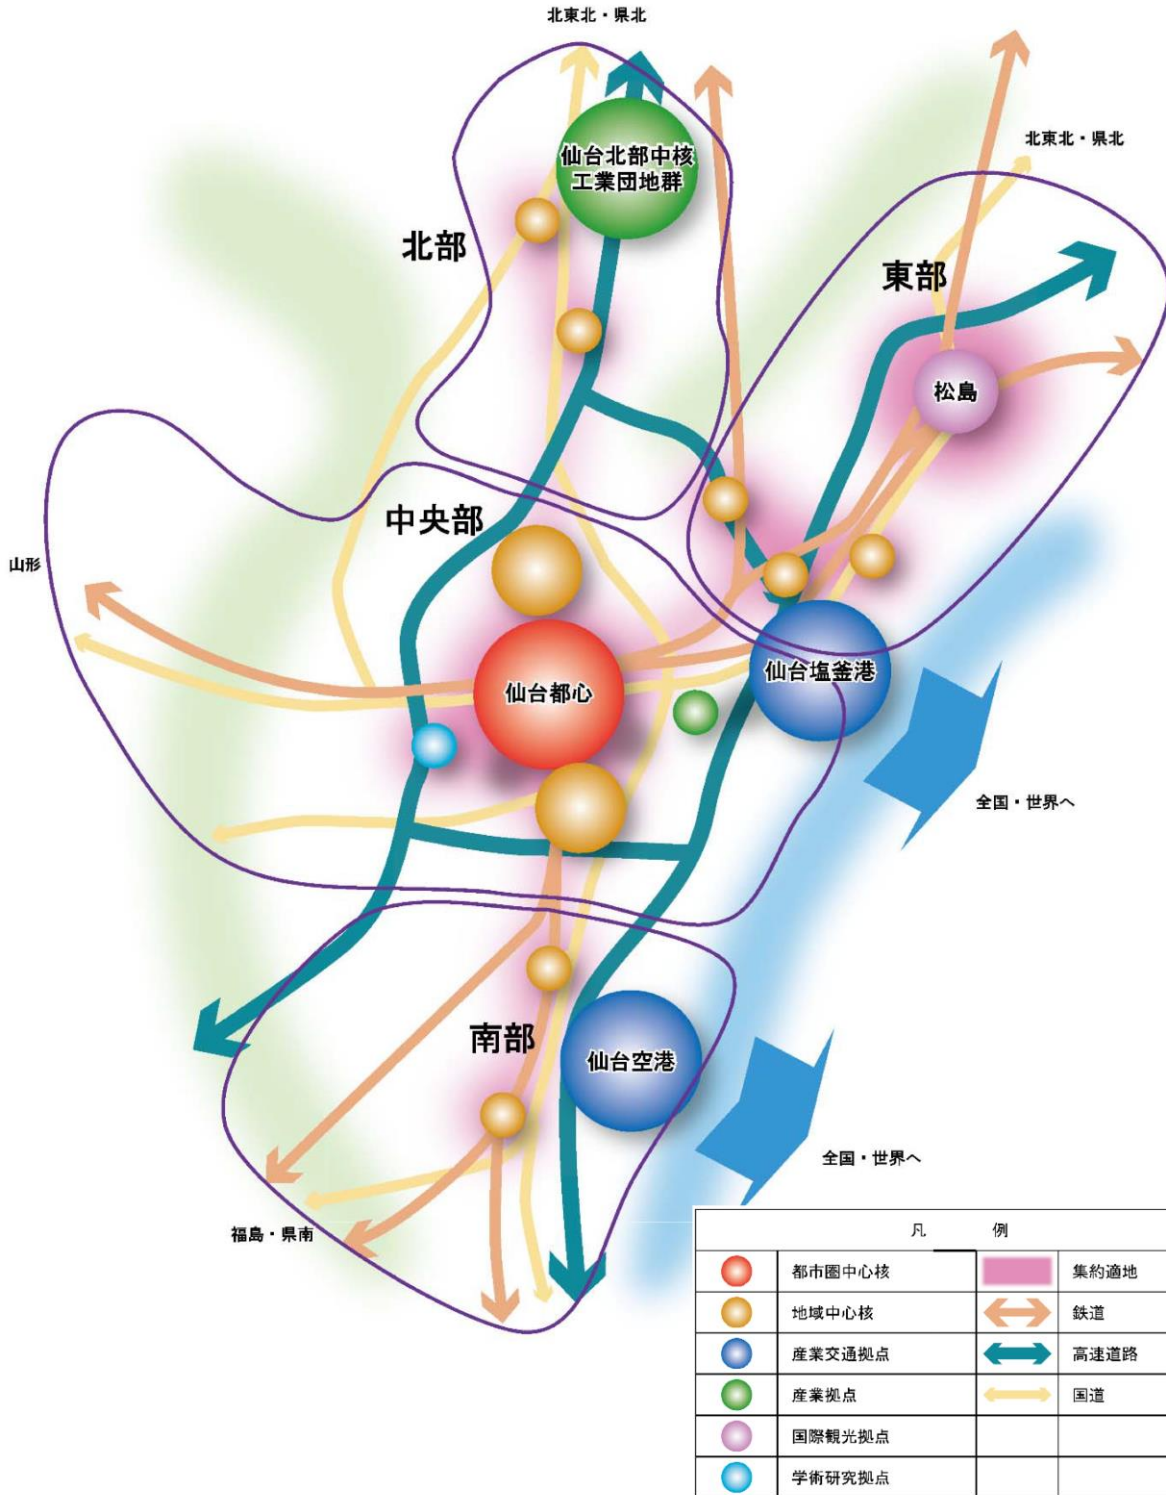 北東北・県北
北東北・県北
仙台北部中核
工業団地群
北部
東部
松島
中央部
山形
仙台都心
仙台塩釜港
全国・世界へ
南部
仙台空港
全国・世界へ
福島・県南
凡 例
都市圏中心核 集約適地
地域中心核 鉄道
産業交通拠点 高速道路
産業拠点 国道
国際観光拠点
学術研究拠点